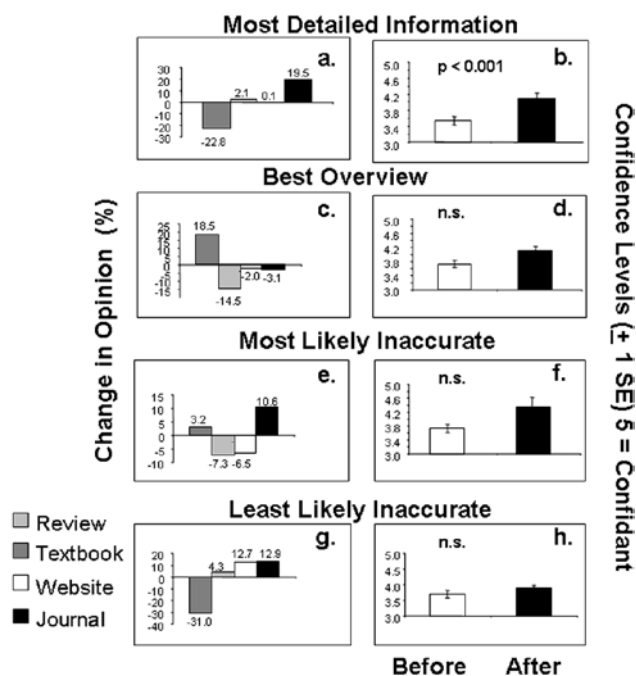 Most Detailed Information
a.
30
20
10
0
-10
-20
-30
-22.8
2.1
0.1
19.5
b.
p < 0.001
5.0
4.6
4.2
3.8
3.4
3.0
Best Overview
c.
25
20
15
10
5
0
-5
-10
-15
18.5
-14.5
-2.0
-3.1
d.
n.s.
5.0
4.6
4.2
3.8
3.4
3.0
Most Likely Inaccurate
e.
15
10
5
0
-5
-10
3.2
-7.3
-6.5
10.6
f.
n.s.
5.0
4.6
4.2
3.8
3.4
3.0
Least Likely Inaccurate
g.
20
10
0
-10
-20
-30
-40
-31.0
4.3
12.7
12.9
h.
n.s.
5.0
4.5
4.0
3.5
3.0
Before After
Change in Opinion (%)
Confidence Levels (± 1 SE) 5 = Confidant
Review
Textbook
Website
Journal